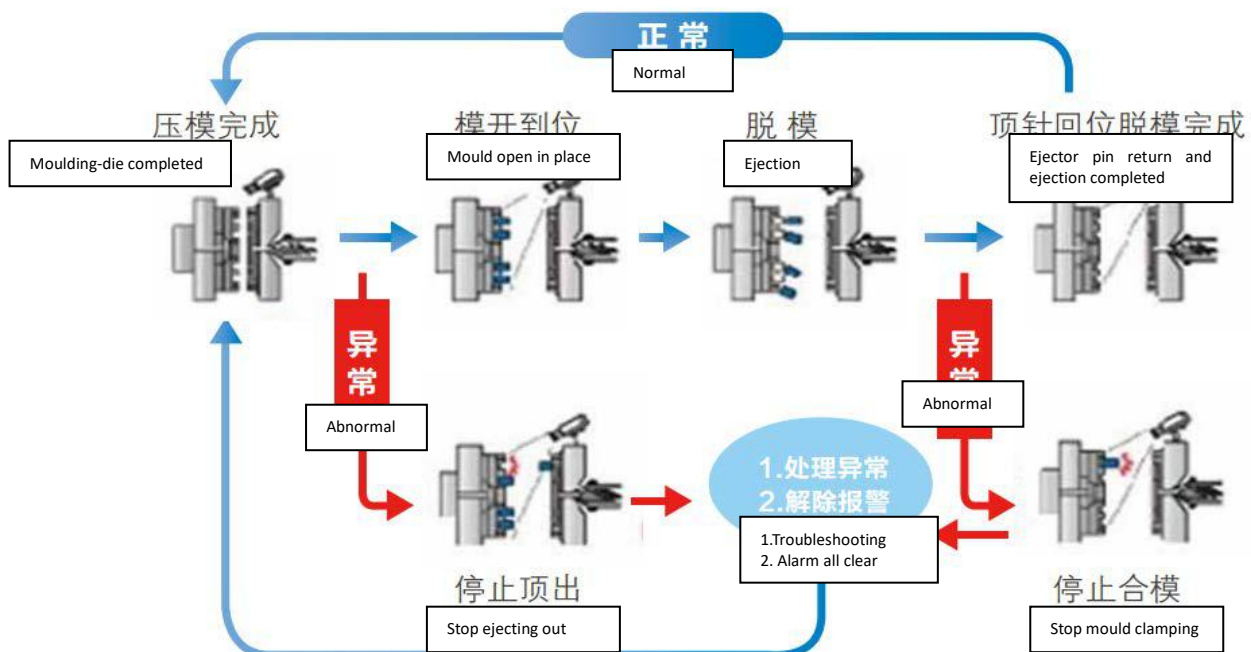 正常
Normal
压模完成
Moulding-die completed
模开到位
Mould open in place
脱模
Ejection
顶针回位脱模完成
Ejector pin return and
ejection completed
异常
Abnormal
异常
Abnormal
1.处理异常
2.解除报警
1.Troubleshooting
2. Alarm all clear
停止顶出
Stop ejecting out
停止合模
Stop mould clamping